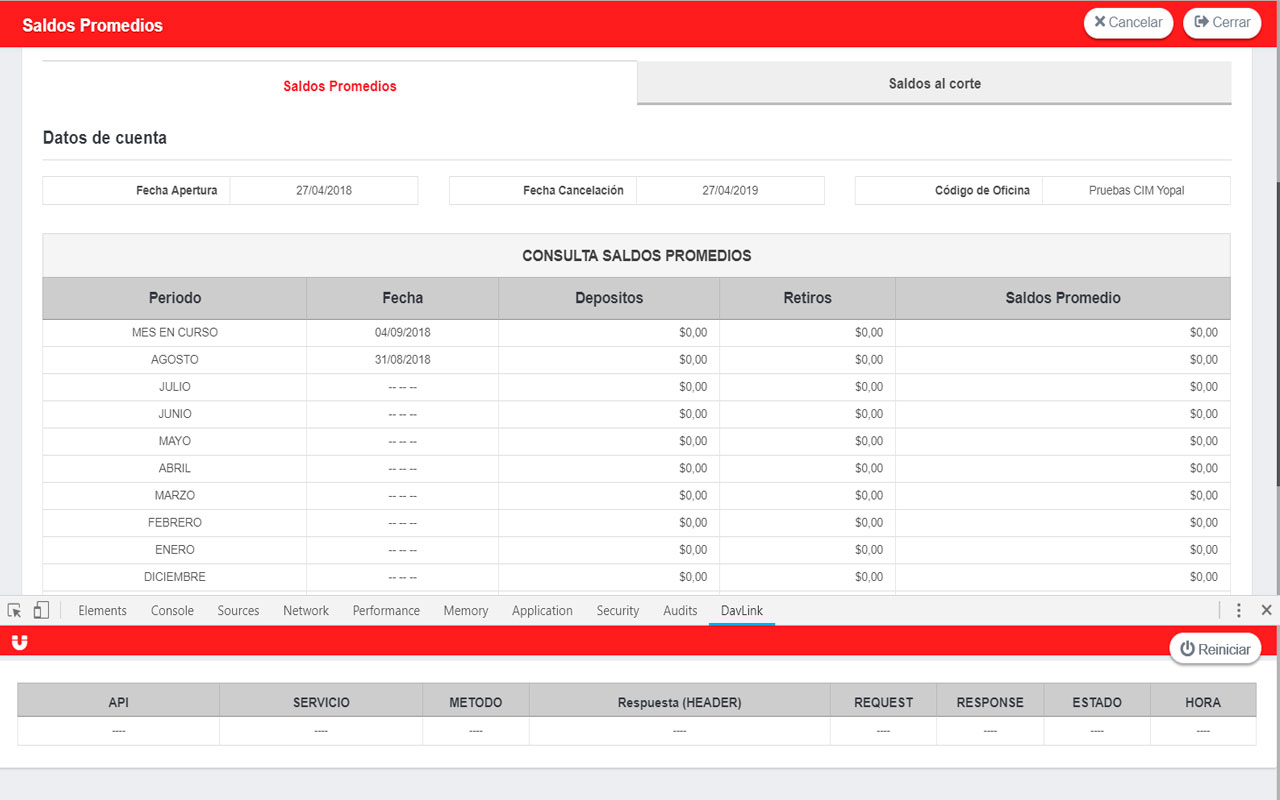 Saldos Promedios Cancelar Cerrar
Saldos Promedios Saldos al corte
Datos de cuenta
Fecha Apertura 27/04/2018 Fecha Cancelación 27/04/2019 Código de Oficina Pruebas CIM Yopal
CONSULTA SALDOS PROMEDIOS
Periodo Fecha Depositos Retiros Saldos Promedio
MES EN CURSO 04/09/2018 $0,00 $0,00 $0,00
AGOSTO 31/08/2018 $0,00 $0,00 $0,00
JULIO -- -- -- $0,00 $0,00 $0,00
JUNIO -- -- -- $0,00 $0,00 $0,00
MAYO -- -- -- $0,00 $0,00 $0,00
ABRIL -- -- -- $0,00 $0,00 $0,00
MARZO -- -- -- $0,00 $0,00 $0,00
FEBRERO -- -- -- $0,00 $0,00 $0,00
ENERO -- -- -- $0,00 $0,00 $0,00
DICIEMBRE -- -- -- $0,00 $0,00 $0,00
Elements Console Sources Network Performance Memory Application Security Audits DavLink
Reiniciar
API SERVICIO METODO Respuesta (HEADER) REQUEST RESPONSE ESTADO HORA
---- ---- ---- ---- ---- ---- ---- ----